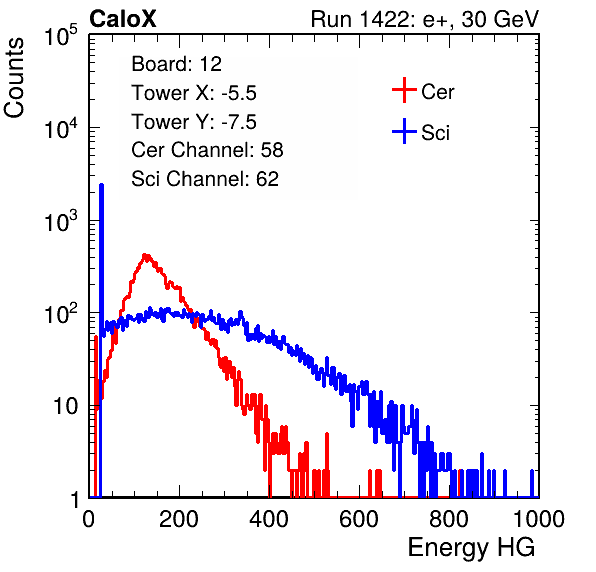 CaloX Run 1422: e+, 30 GeV
Counts
Board: 12
Tower X: -5.5
Tower Y: -7.5
Cer Channel: 58
Sci Channel: 62
Cer
Sci
10^5
10^4
10^3
10^2
10
1
0 200 400 600 800 1000
Energy HG